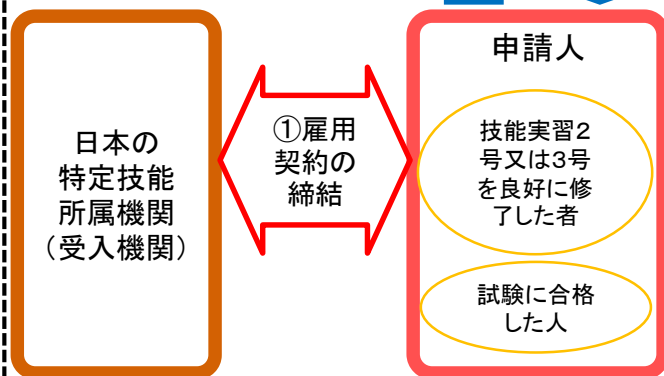 日本の
特定技能
所属機関
（受入機関）
①雇用
契約の
締結
申請人
技能実習２
号又は３号
を良好に修
了した者
試験に合格
した人